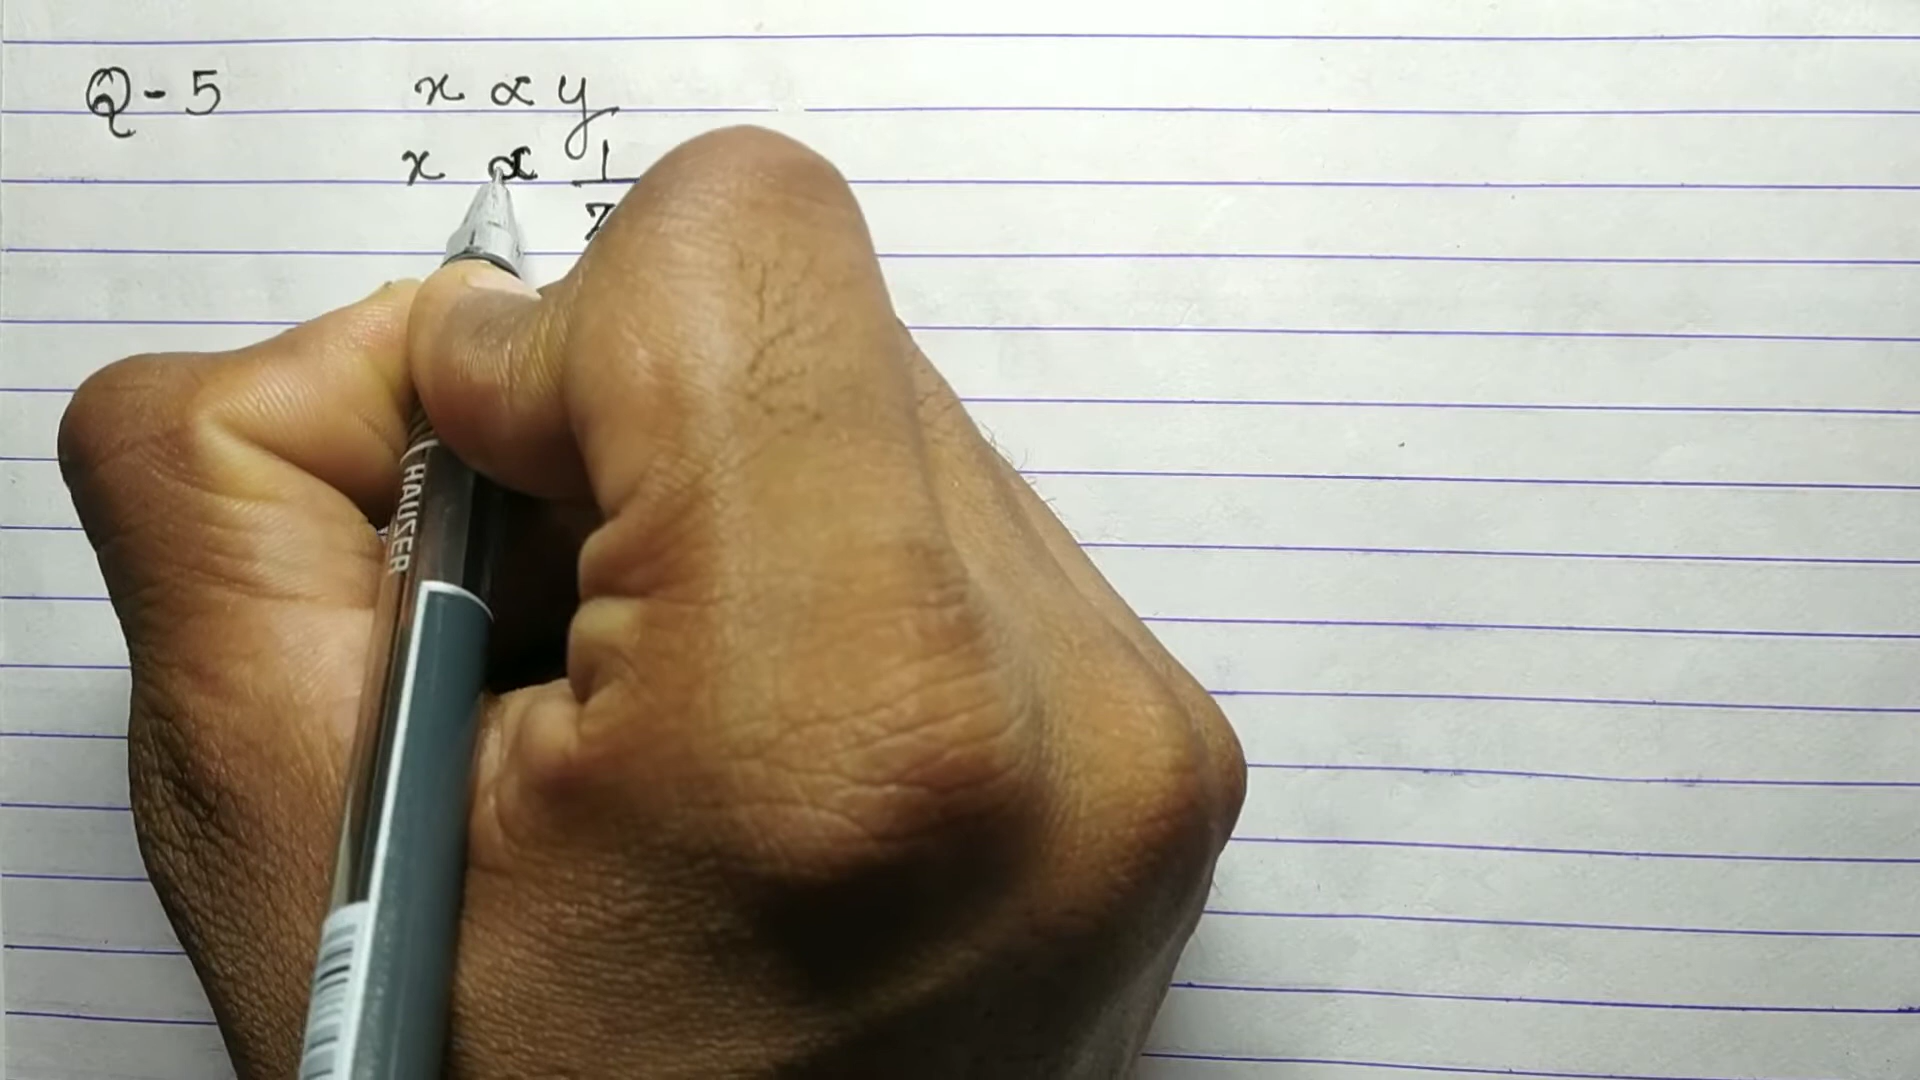 Q-5 x ∝ y
x ∝ 1/z
HAUSER